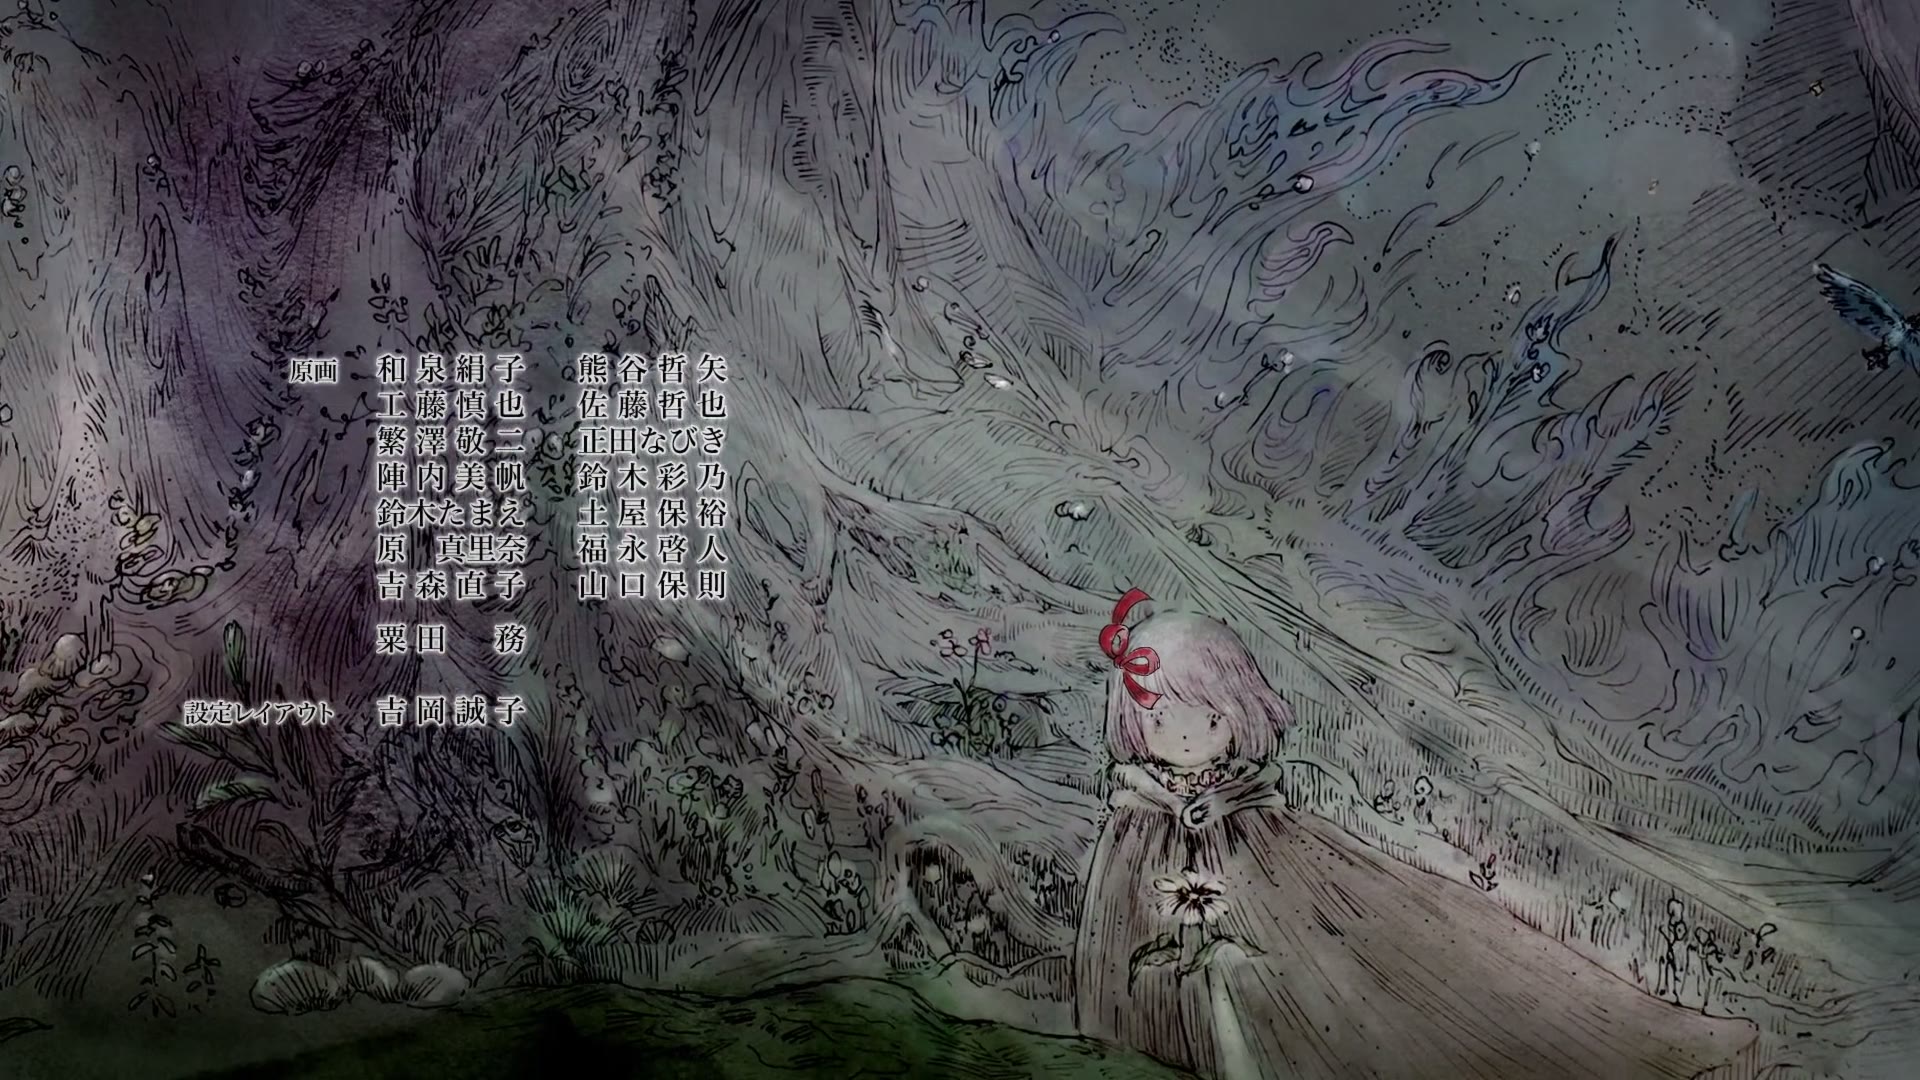 原画 和泉絹子 熊谷哲矢
工藤慎也 佐藤哲也
繁澤敬二 正田なびき
陣内美帆 鈴木彩乃
鈴木たまえ 土屋保裕
原 真里奈 福永啓人
吉森直子 山口保則
粟田 務
設定レイアウト 吉岡誠子